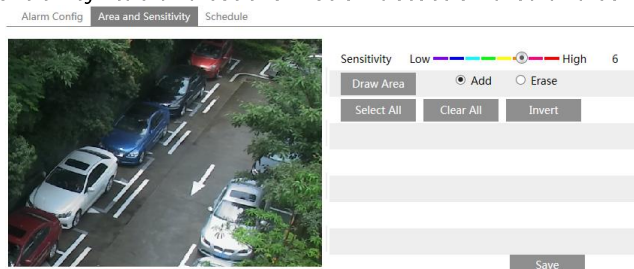 Alarm Config Area and Sensitivity Schedule
Sensitivity Low High 6
Draw Area Add Erase
Select All Clear All Invert
Save